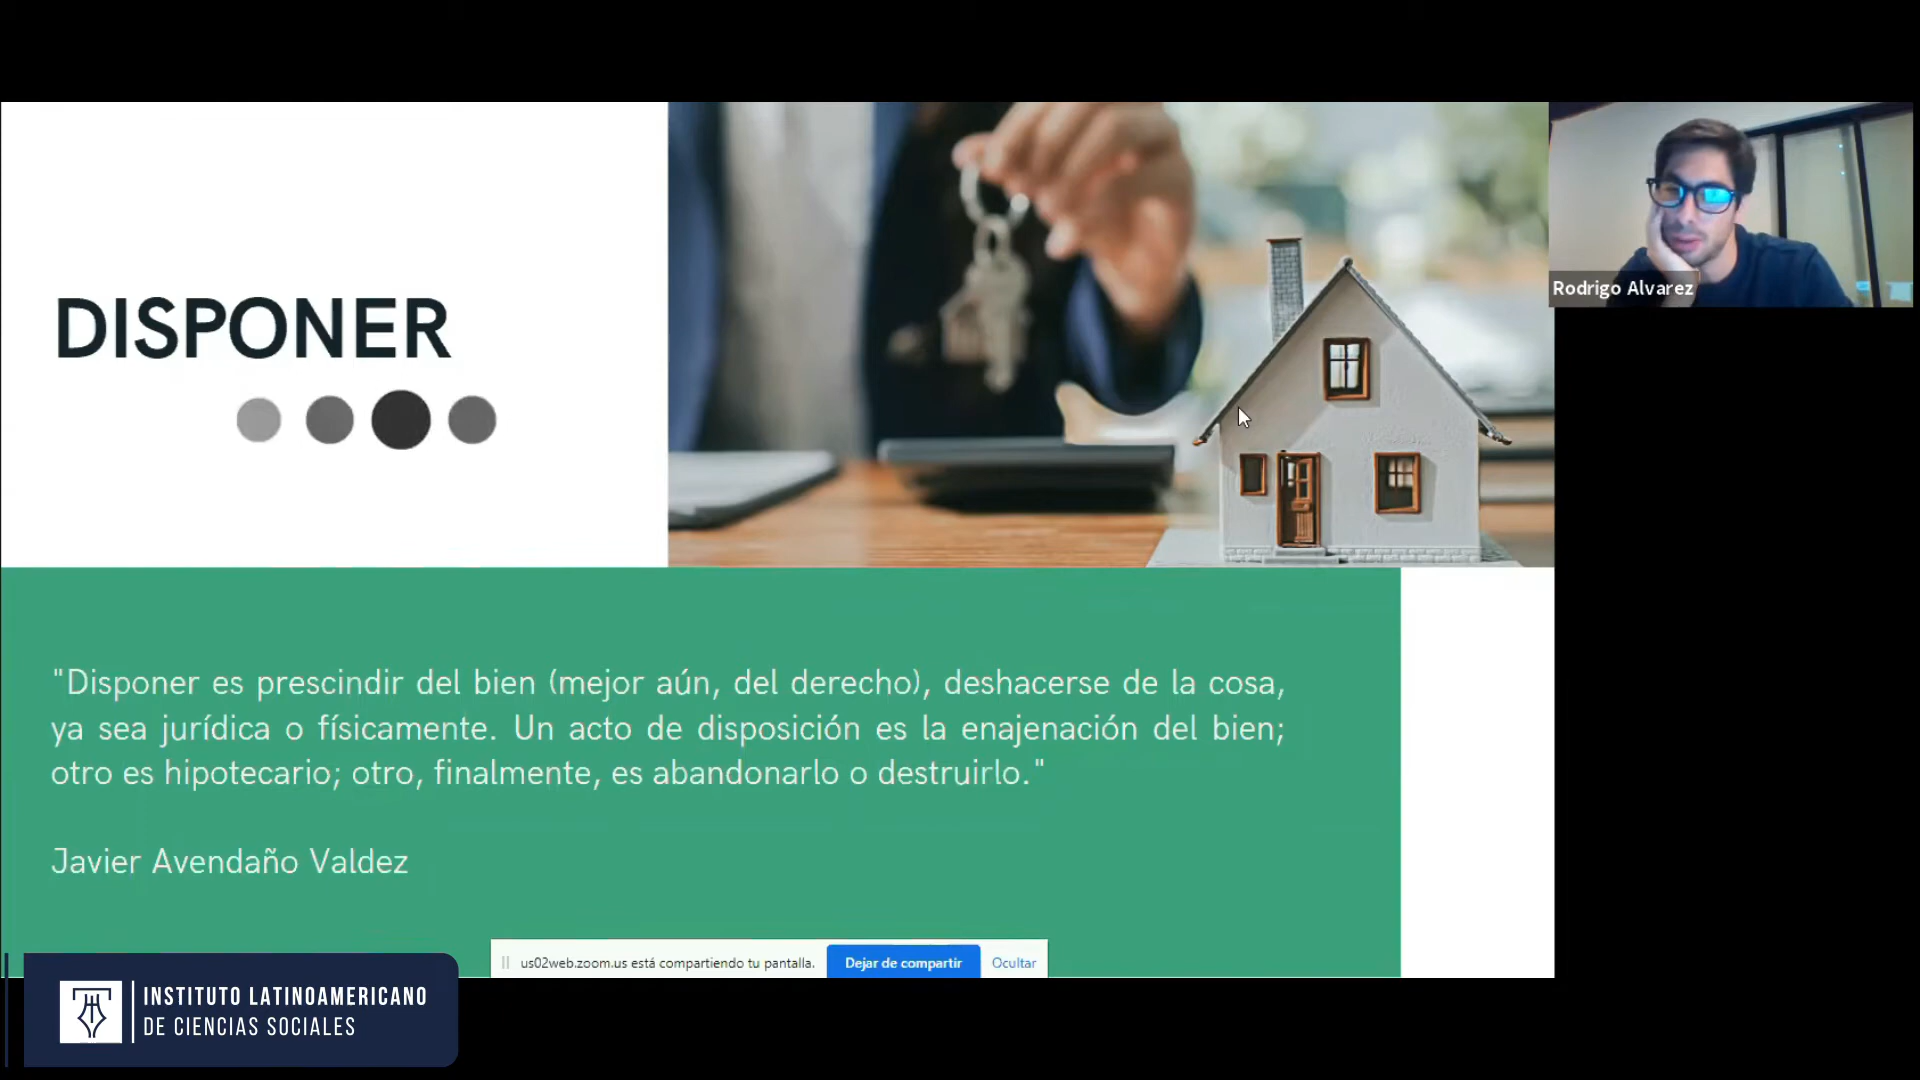 DISPONER
Rodrigo Alvarez
"Disponer es prescindir del bien (mejor aún, del derecho), deshacerse de la cosa,
ya sea jurídica o físicamente. Un acto de disposición es la enajenación del bien;
otro es hipotecario; otro, finalmente, es abandonarlo o destruirlo."
Javier Avendaño Valdez
us02web.zoom.us está compartiendo tu pantalla.
Dejar de compartir
Ocultar
INSTITUTO LATINOAMERICANO
DE CIENCIAS SOCIALES